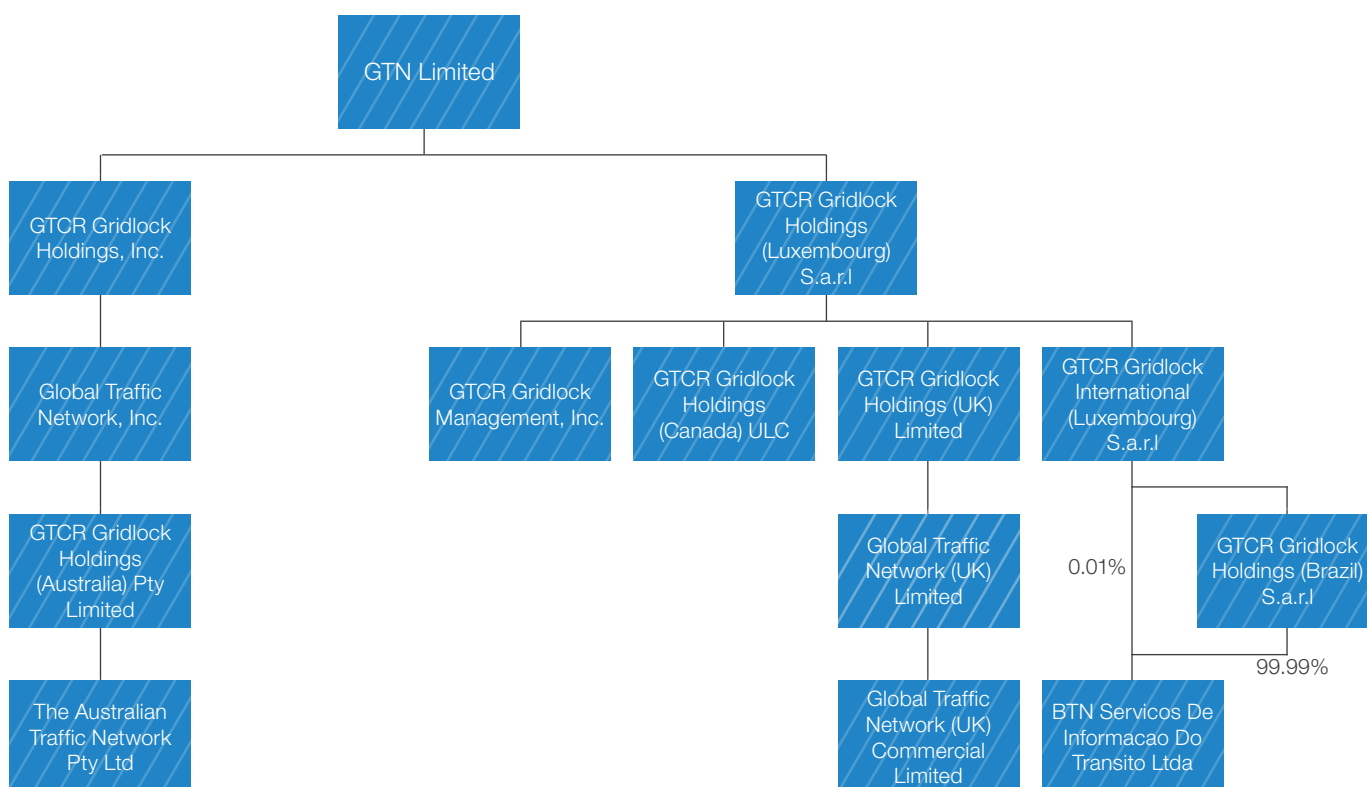 GTN Limited
GTCR Gridlock
Holdings, Inc.
GTCR Gridlock
Holdings
(Luxembourg)
S.a.r.l
Global Traffic
Network, Inc.
GTCR Gridlock
Management, Inc.
GTCR Gridlock
Holdings
(Canada) ULC
GTCR Gridlock
Holdings (UK)
Limited
GTCR Gridlock
International
(Luxembourg)
S.a.r.l
GTCR Gridlock
Holdings
(Australia) Pty
Limited
Global Traffic
Network (UK)
Limited
0.01%
GTCR Gridlock
Holdings (Brazil)
S.a.r.l
99.99%
The Australian
Traffic Network
Pty Ltd
Global Traffic
Network (UK)
Commercial
Limited
BTN Servicos De
Informacao Do
Transito Ltda